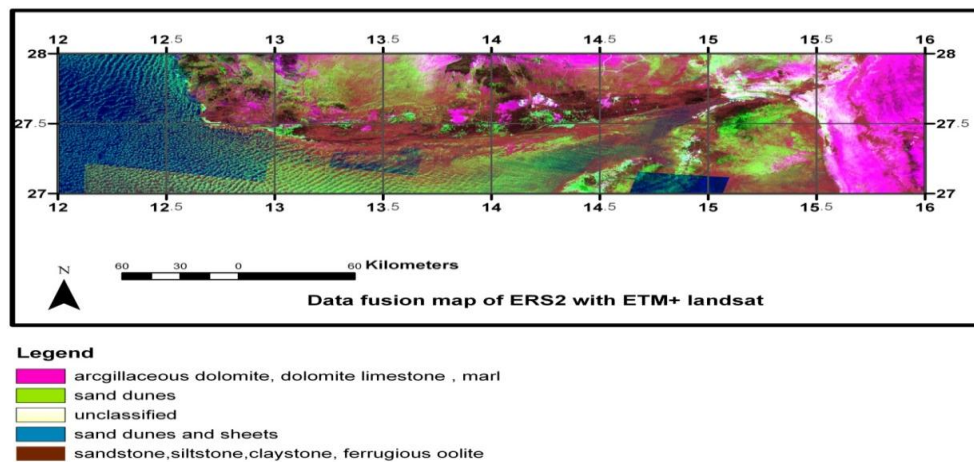 12 12.5 13 13.5 14 14.5 15 15.5 16
28 28
27.5 27.5
27 27
12 12.5 13 13.5 14 14.5 15 15.5 16
N
60 30 0 60 Kilometers
Data fusion map of ERS2 with ETM+ landsat
Legend
arcgillaceous dolomite, dolomite limestone , marl
sand dunes
unclassified
sand dunes and sheets
sandstone,siltstone,claystone, ferrugious oolite